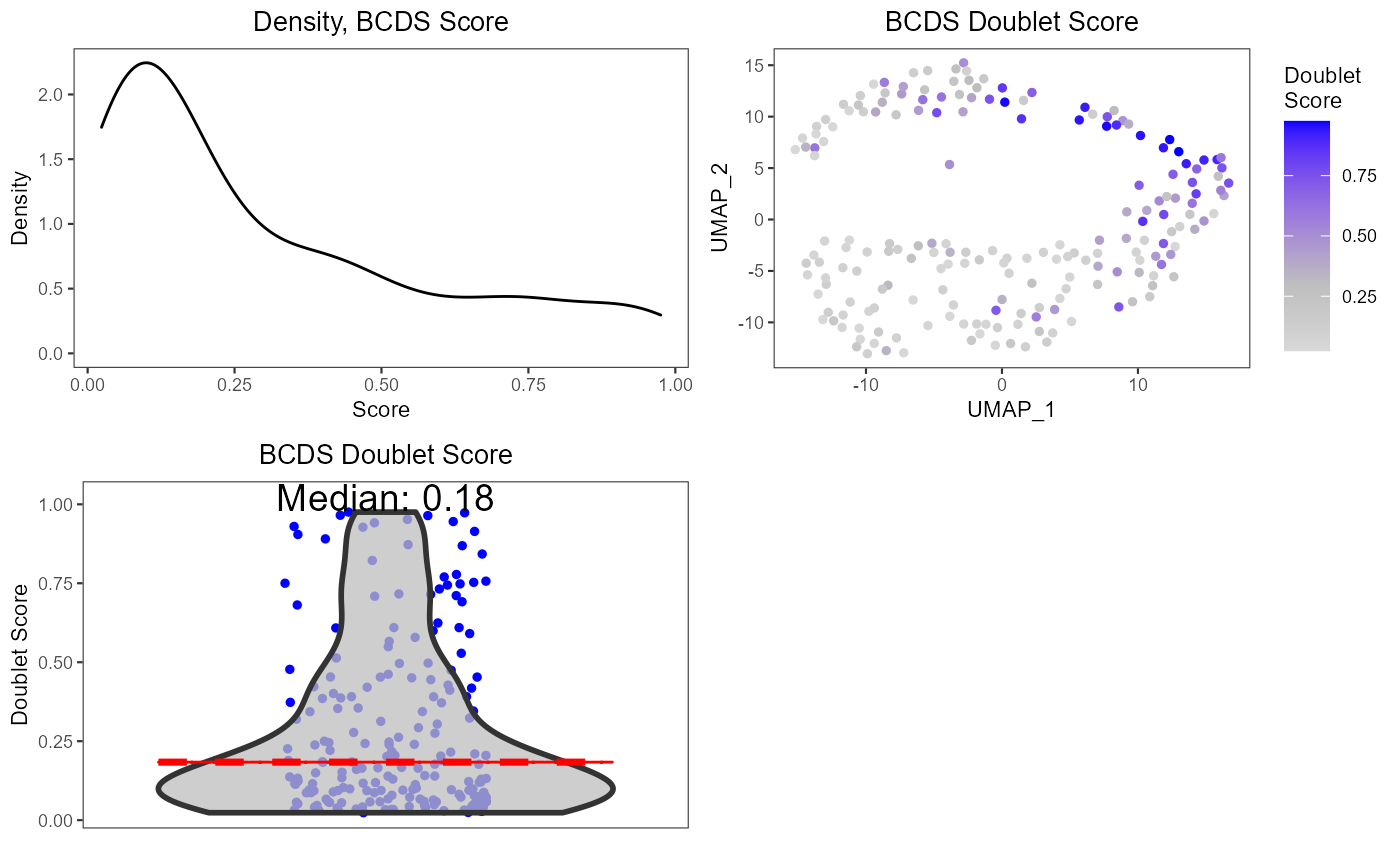 Density, BCDS Score
Density
2.0
1.5
1.0
0.5
0.0
0.00 0.25 0.50 0.75 1.00
Score
BCDS Doublet Score
UMAP_2
15
10
5
0
-5
-10
-10 0 10
UMAP_1
Doublet
Score
0.75
0.50
0.25
BCDS Doublet Score
Median: 0.18
Doublet Score
1.00
0.75
0.50
0.25
0.00